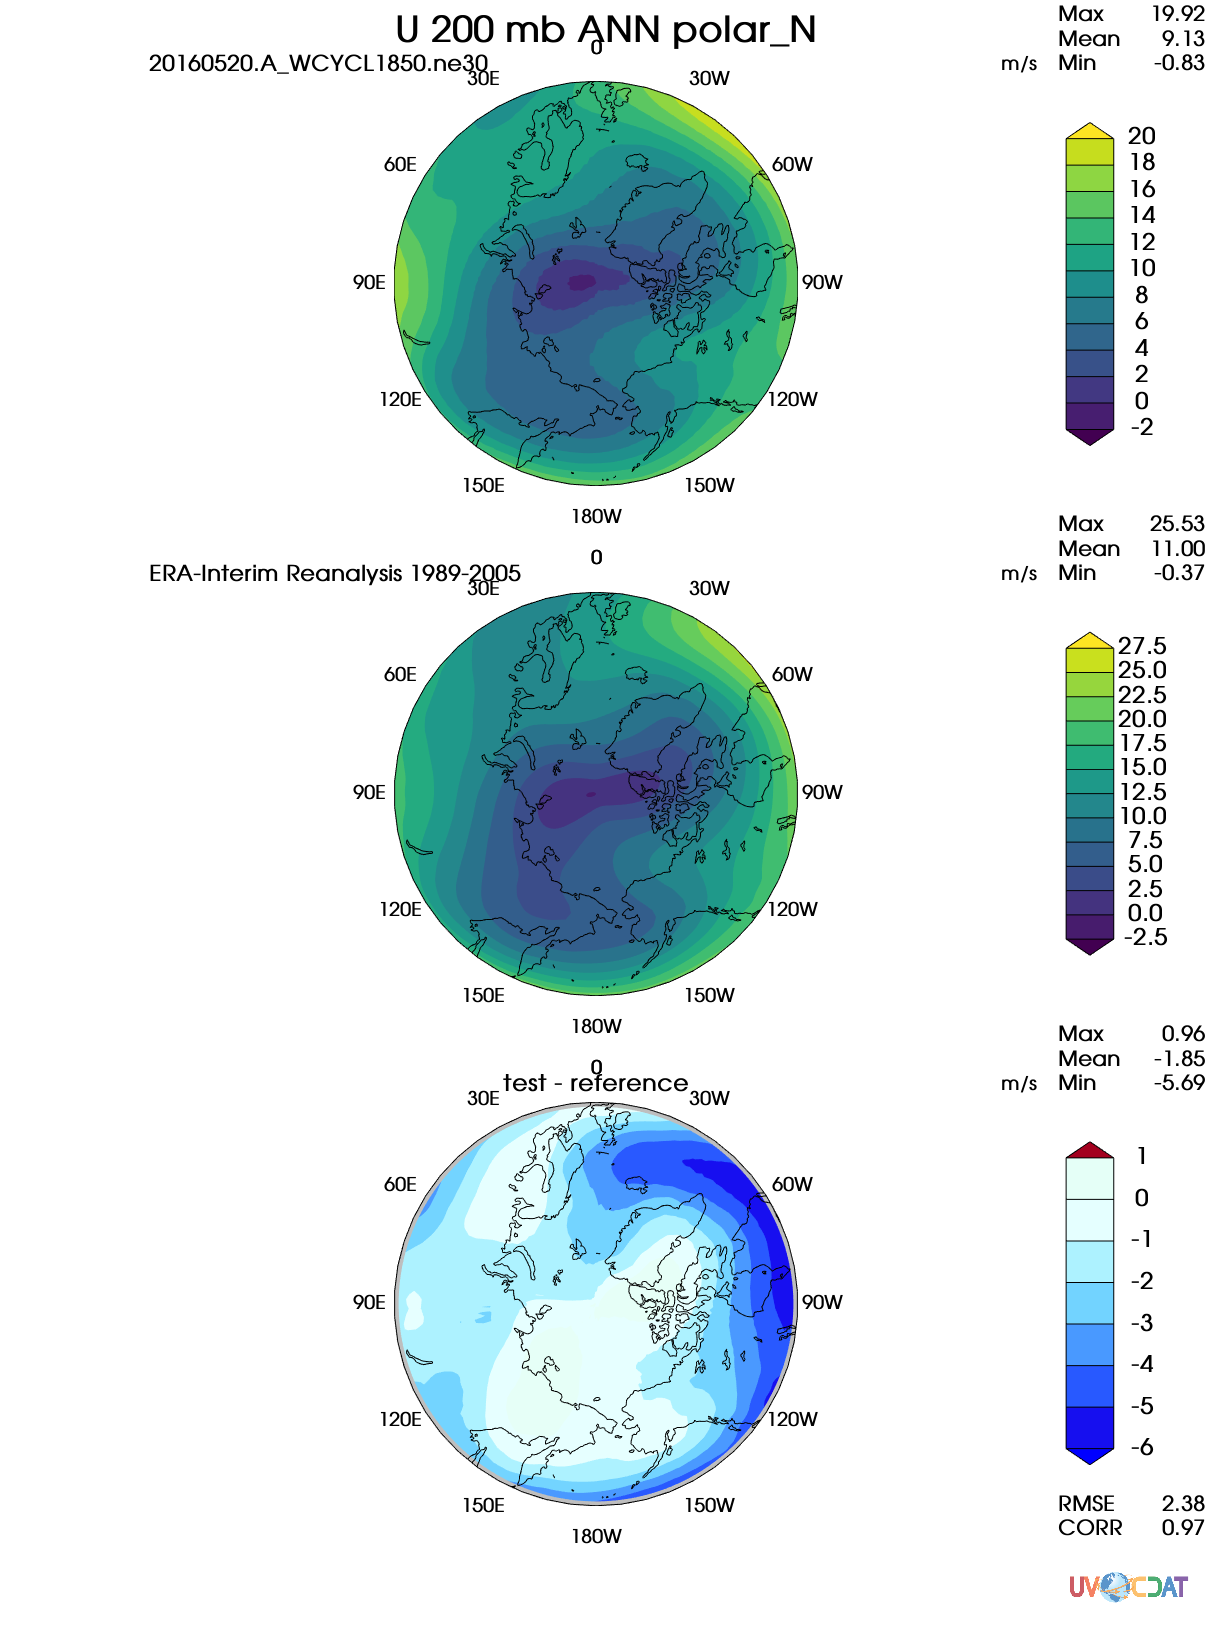 U 200 mb ANN polar_N
20160520.A_WCYCL1850.ne30
m/s
Max 19.92
Mean 9.13
Min -0.83
0
30E
30W
60E
60W
90E
90W
120E
120W
150E
150W
180W
20
18
16
14
12
10
8
6
4
2
0
-2
ERA-Interim Reanalysis 1989-2005
m/s
Max 25.53
Mean 11.00
Min -0.37
0
30E
30W
60E
60W
90E
90W
120E
120W
150E
150W
180W
27.5
25.0
22.5
20.0
17.5
15.0
12.5
10.0
7.5
5.0
2.5
0.0
-2.5
test - reference
m/s
Max 0.96
Mean -1.85
Min -5.69
0
30E
30W
60E
60W
90E
90W
120E
120W
150E
150W
180W
1
0
-1
-2
-3
-4
-5
-6
RMSE 2.38
CORR 0.97
UV CDAT